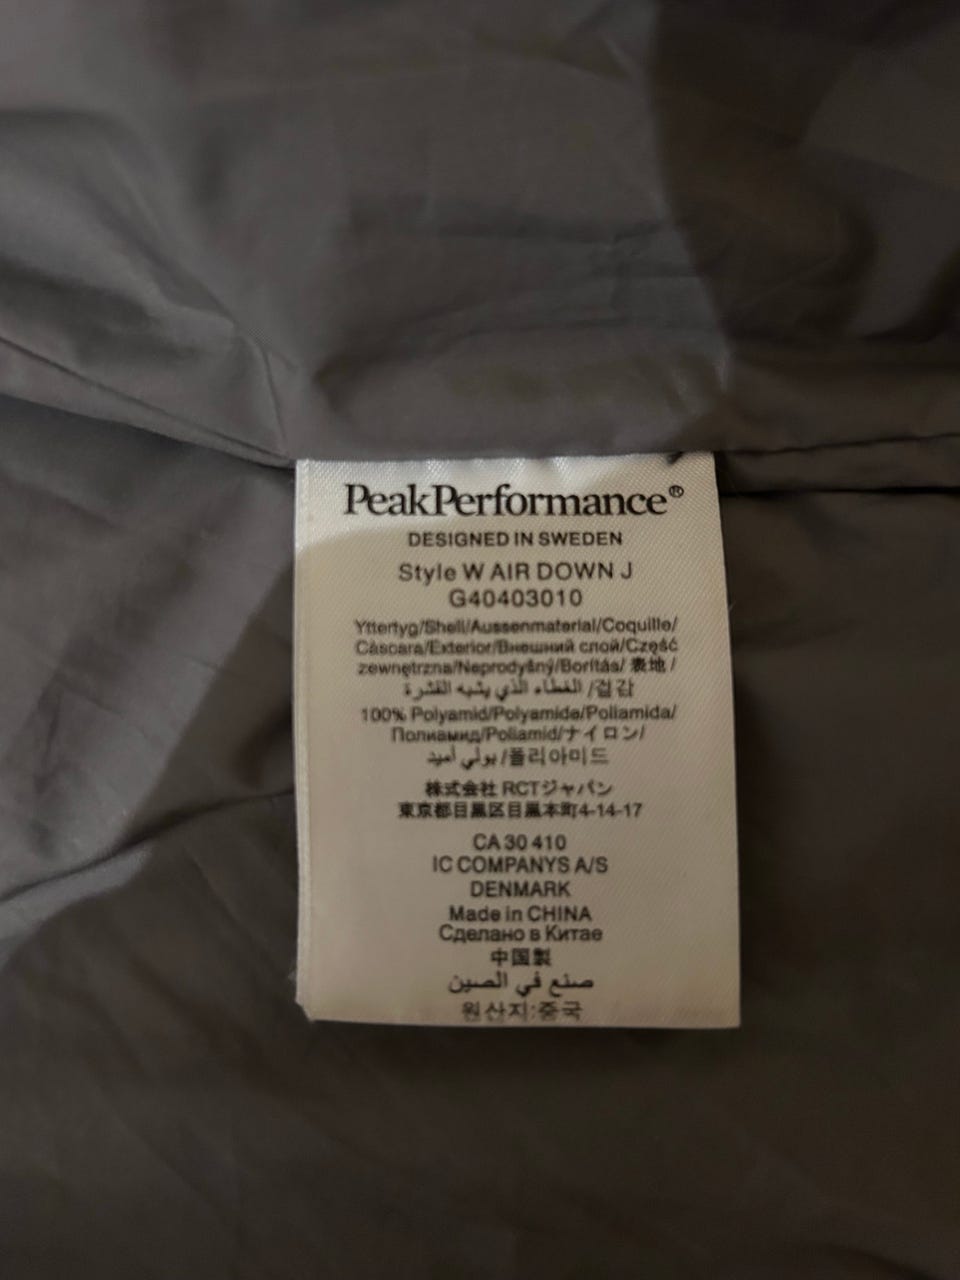 PeakPerformance®
DESIGNED IN SWEDEN
Style W AIR DOWN J
G40403010
Yttertyg/Shell/Aussenmaterial/Coquille/
Cáscara/Exterior/Внешний слой/Część
zewnętrzna/Neprodyšný/Borítás/ 表地 /
겉감/ الغطاء الذي يشبه القشرة
100% Polyamid/Polyamide/Poliamida/
Полиамид/Poliamid/ナイロン/
폴리아미드/ بولي أميد
株式会社 RCTジャパン
東京都目黒区目黒本町4-14-17
CA 30 410
IC COMPANYS A/S
DENMARK
Made in CHINA
Сделано в Китае
中国製
صنع في الصين
원산지:중국